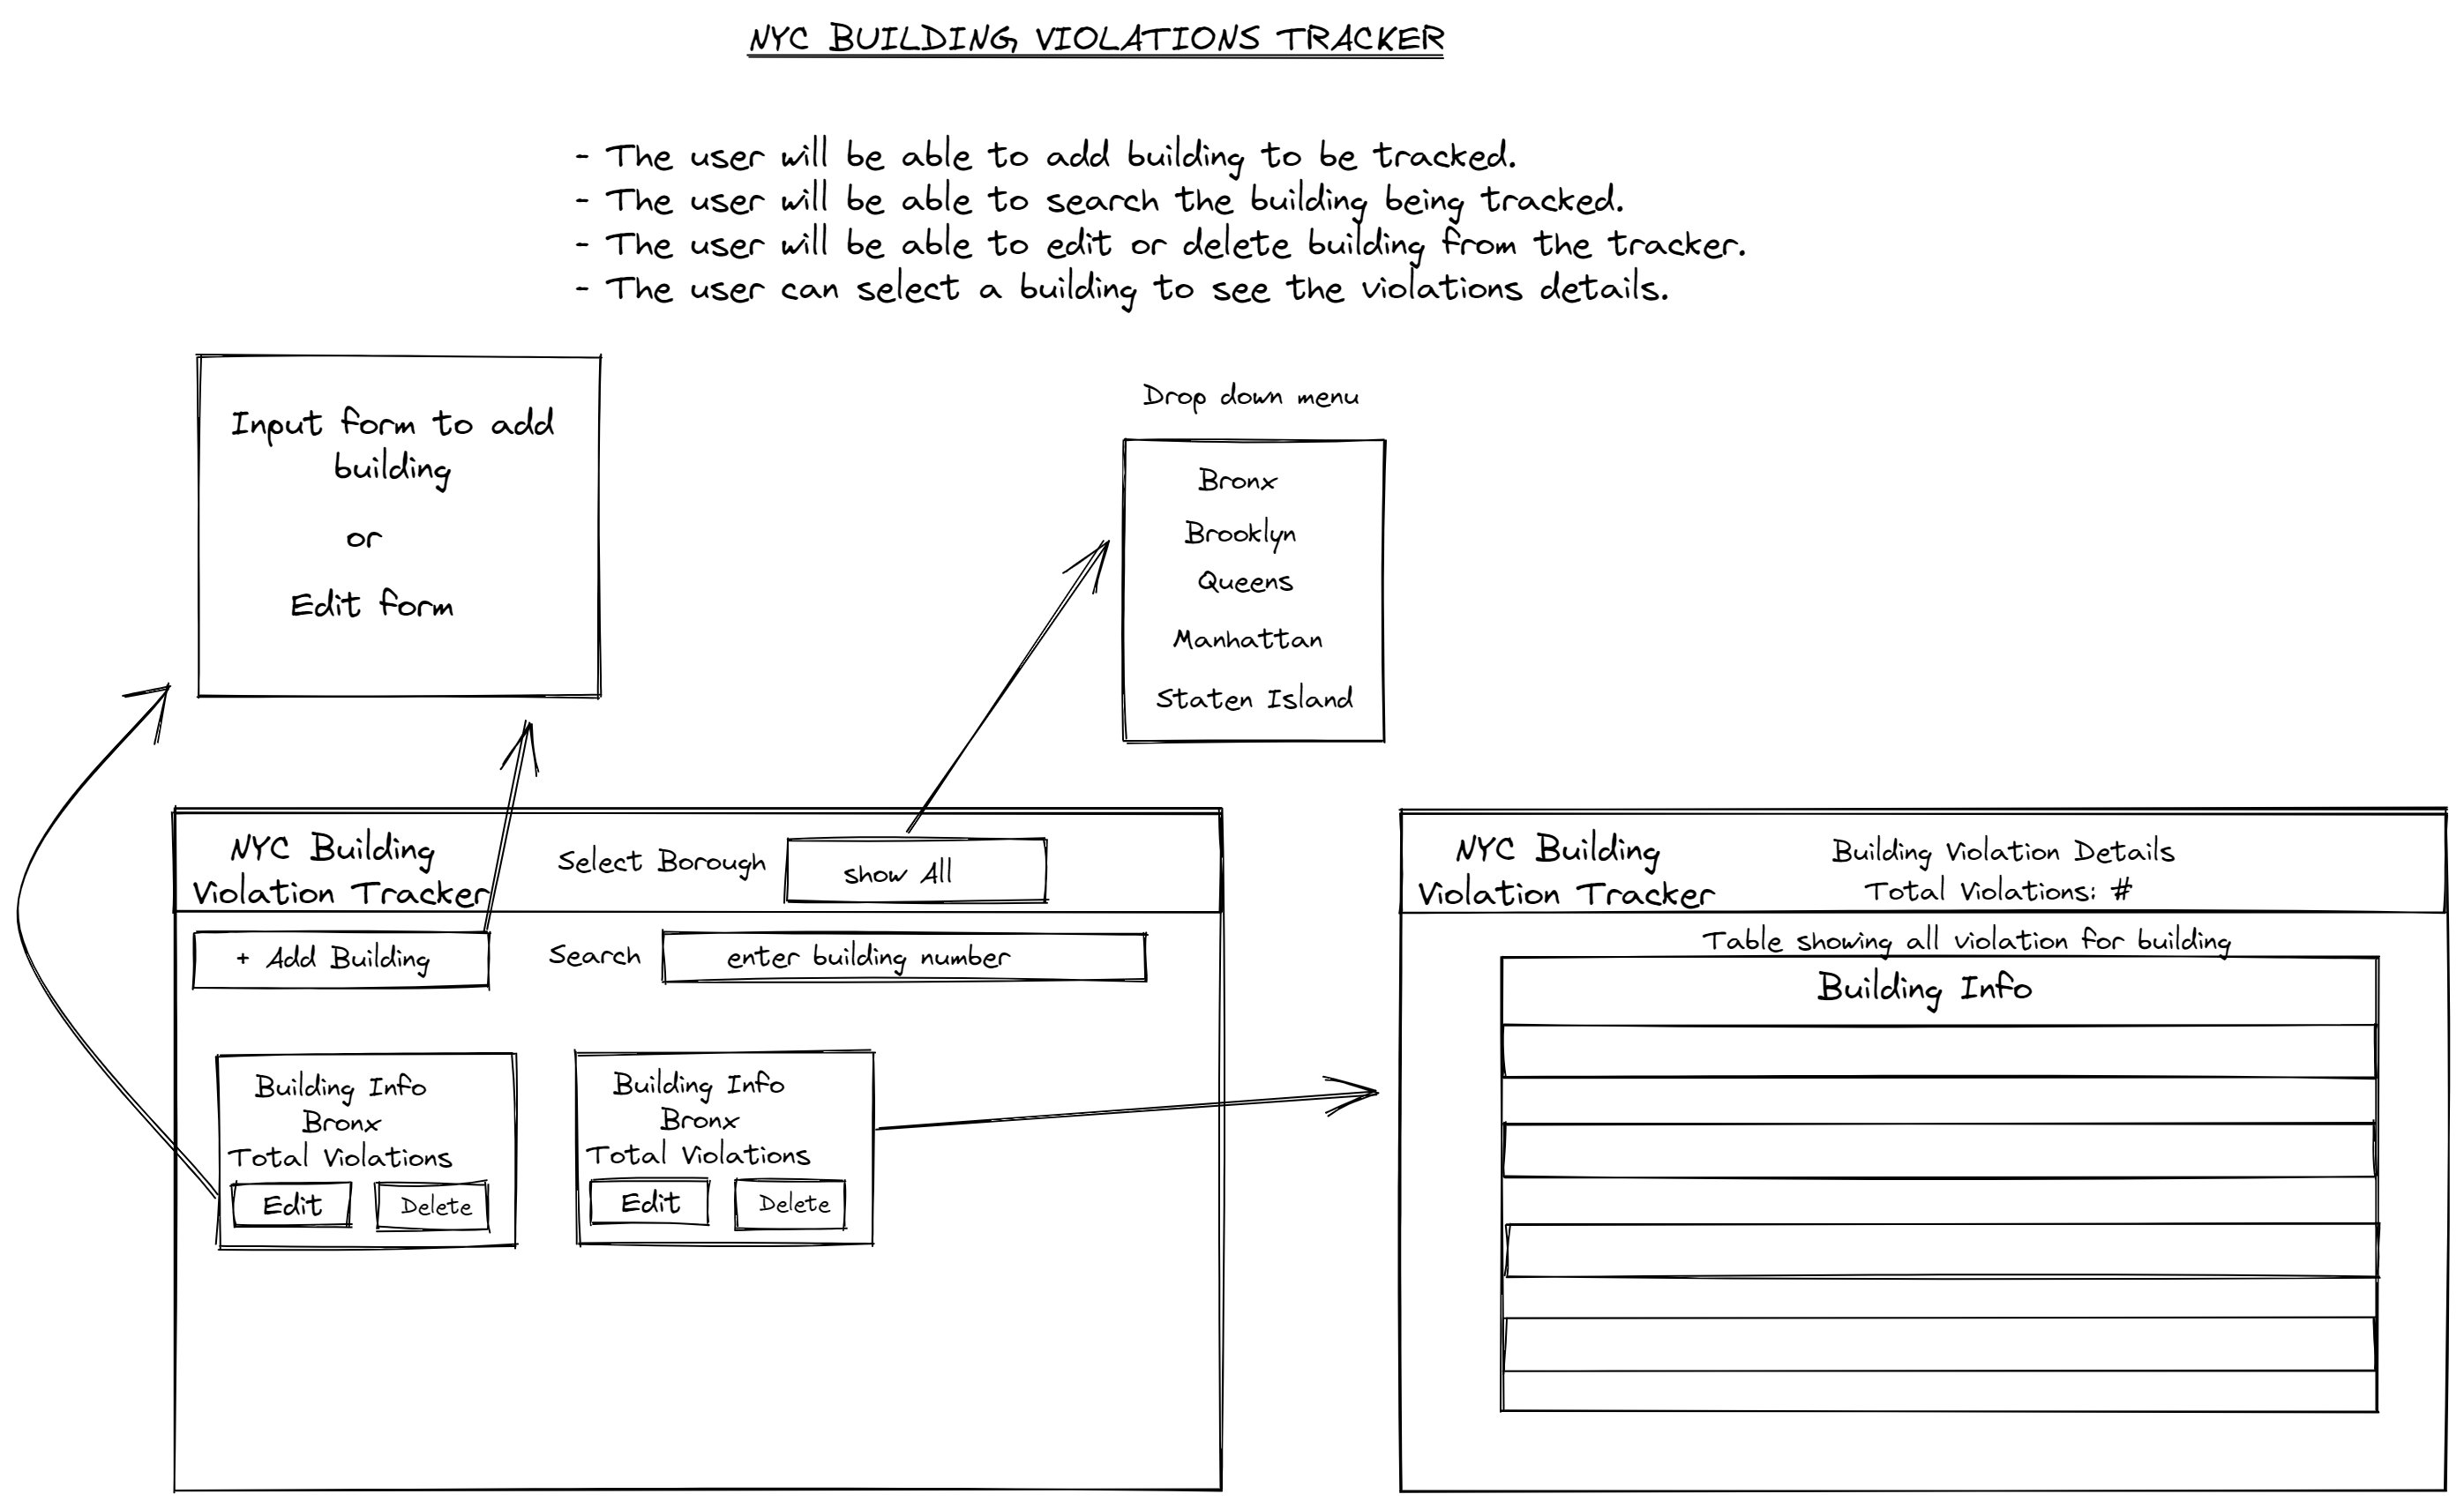 NYC BUILDING VIOLATIONS TRACKER
- The user will be able to add building to be tracked.
- The user will be able to search the building being tracked.
- The user will be able to edit or delete building from the tracker.
- The user can select a building to see the violations details.
Input form to add
building
or
Edit form
Drop down menu
Bronx
Brooklyn
Queens
Manhattan
Staten Island
NYC Building
Violation Tracker
Select Borough
show All
+ Add Building
Search
enter building number
Building Info
Bronx
Total Violations
Edit
Delete
Building Info
Bronx
Total Violations
Edit
Delete
NYC Building
Violation Tracker
Building Violation Details
Total Violations: #
Table showing all violation for building
Building Info